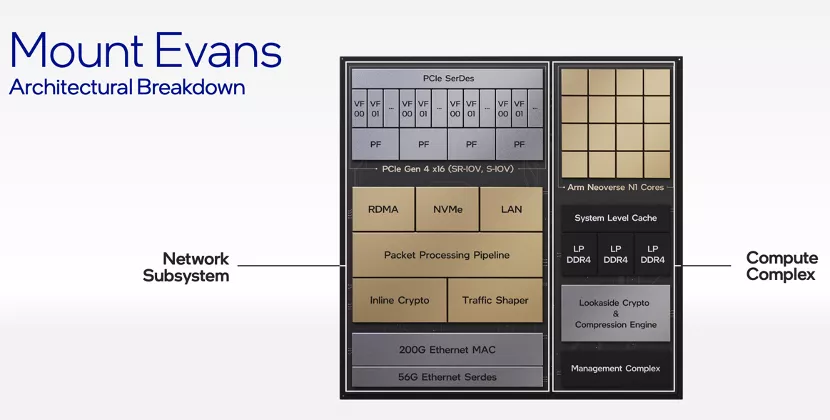 Mount Evans
Architectural Breakdown
Network
Subsystem
PCIe SerDes
VF
00
VF
01
...
VF
00
VF
01
...
VF
00
VF
01
...
VF
00
VF
01
...
PF
PF
PF
PF
PCIe Gen 4 x16 (SR-IOV, S-IOV)
RDMA
NVMe
LAN
Packet Processing Pipeline
Inline Crypto
Traffic Shaper
200G Ethernet MAC
56G Ethernet Serdes
Arm Neoverse N1 Cores
System Level Cache
LP
DDR4
LP
DDR4
LP
DDR4
Lookaside Crypto
&
Compression Engine
Management Complex
Compute
Complex